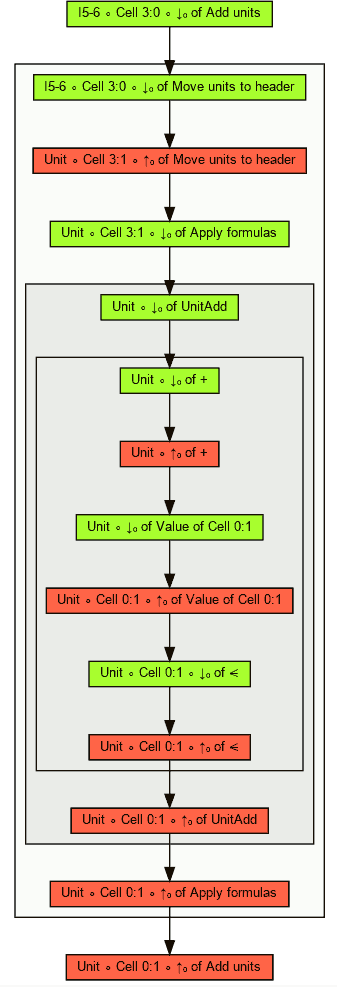 I5-6 ∘ Cell 3:0 ∘ ↓₀ of Add units
I5-6 ∘ Cell 3:0 ∘ ↓₀ of Move units to header
Unit ∘ Cell 3:1 ∘ ↑₀ of Move units to header
Unit ∘ Cell 3:1 ∘ ↓₀ of Apply formulas
Unit ∘ ↓₀ of UnitAdd
Unit ∘ ↓₀ of +
Unit ∘ ↑₀ of +
Unit ∘ ↓₀ of Value of Cell 0:1
Unit ∘ Cell 0:1 ∘ ↑₀ of Value of Cell 0:1
Unit ∘ Cell 0:1 ∘ ↓₀ of ⋞
Unit ∘ Cell 0:1 ∘ ↑₀ of ⋞
Unit ∘ Cell 0:1 ∘ ↑₀ of UnitAdd
Unit ∘ Cell 0:1 ∘ ↑₀ of Apply formulas
Unit ∘ Cell 0:1 ∘ ↑₀ of Add units